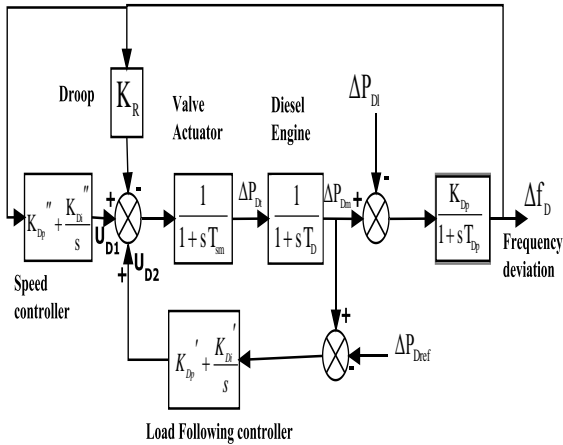 Droop
K_R
Valve
Actuator
Diesel
Engine
ΔP_Dl
-
-
K_Dp'' + K_Di''/s
+
U_D1
1/(1+sT_sm)
ΔP_Dt
1/(1+sT_D)
ΔP_Dm
+
K_Dp/(1+sT_Dp)
Δf_D
Frequency
deviation
Speed
controller
+
U_D2
+
-
ΔP_Dref
K_Dp' + K_Di'/s
Load Following controller